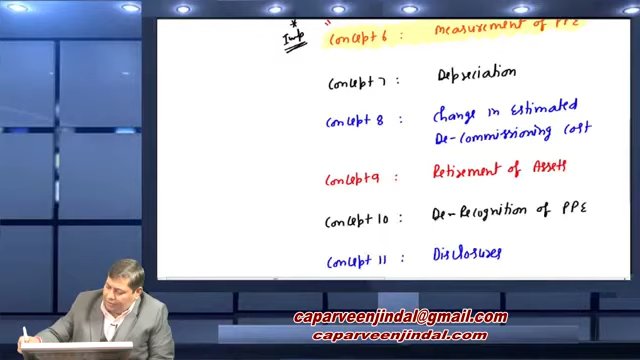 * "
Imp Concept 6 : Measurement of PPE
Concept 7 : Depreciation
Concept 8 : Change in Estimated
De-Commissioning Cost
Concept 9 : Retirement of Assets
Concept 10 : De-Recognition of PPE
Concept 11 : Disclosures
caparveenjindal@gmail.com
caparveenjindal.com